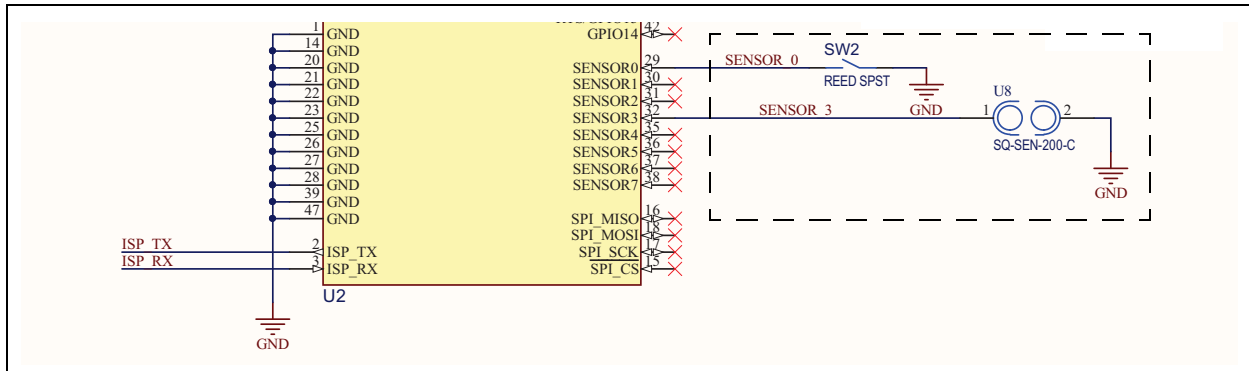 42
GPIO14
1
GND
14
GND
20
GND
21
GND
22
GND
23
GND
25
GND
26
GND
27
GND
28
GND
39
GND
47
GND
ISP_TX
2
ISP_TX
ISP_RX
3
ISP_RX
U2
GND
SENSOR0
29
SENSOR_0
SW2
REED SPST
GND
SENSOR1
30
SENSOR2
31
SENSOR3
32
SENSOR_3
U8
1
2
SQ-SEN-200-C
GND
SENSOR4
35
SENSOR5
36
SENSOR6
37
SENSOR7
38
SPI_MISO
16
SPI_MOSI
18
SPI_SCK
17
SPI_CS
15